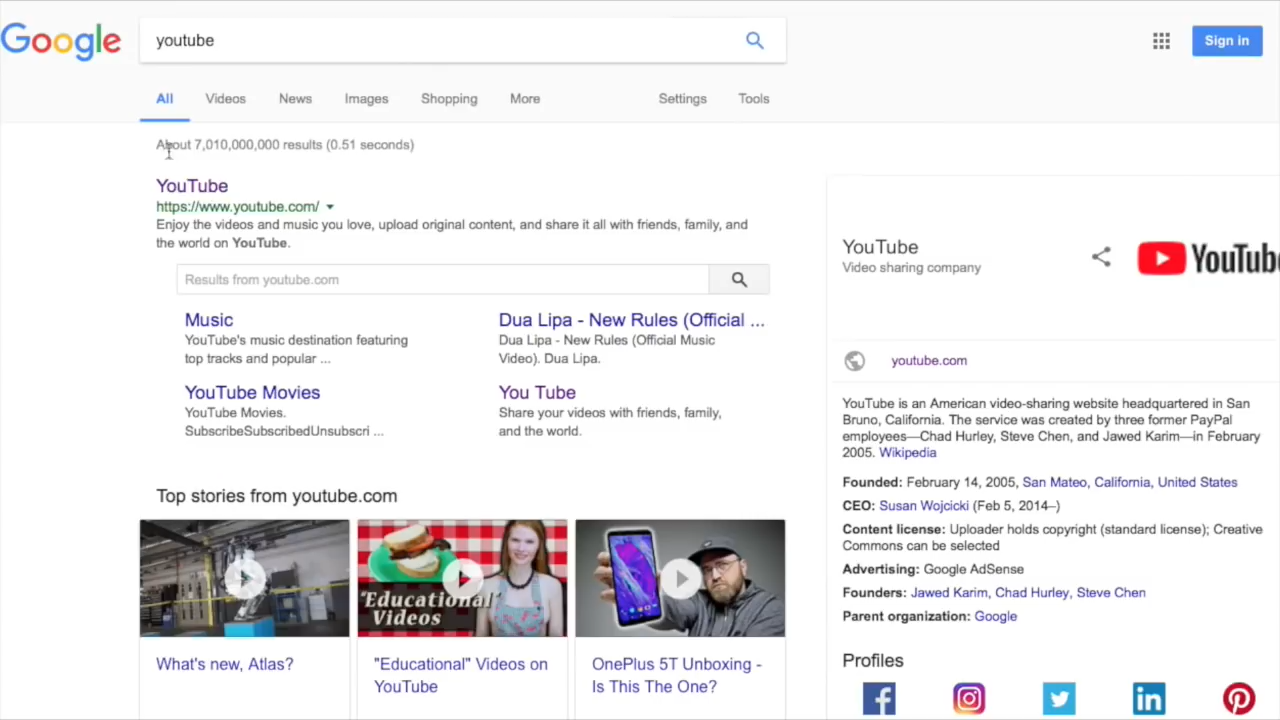 Google
youtube
Sign in
All
Videos
News
Images
Shopping
More
Settings
Tools
About 7,010,000,000 results (0.51 seconds)
YouTube
https://www.youtube.com/
Enjoy the videos and music you love, upload original content, and share it all with friends, family, and
the world on YouTube.
Results from youtube.com
Music
YouTube's music destination featuring
top tracks and popular ...
Dua Lipa - New Rules (Official ...
Dua Lipa - New Rules (Official Music
Video). Dua Lipa.
YouTube Movies
YouTube Movies.
SubscribeSubscribedUnsubscri ...
You Tube
Share your videos with friends, family,
and the world.
Top stories from youtube.com
"Educational"
Videos
What's new, Atlas?
"Educational" Videos on
YouTube
OnePlus 5T Unboxing -
Is This The One?
YouTube
Video sharing company
YouTube
youtube.com
YouTube is an American video-sharing website headquartered in San
Bruno, California. The service was created by three former PayPal
employees—Chad Hurley, Steve Chen, and Jawed Karim—in February
2005. Wikipedia
Founded: February 14, 2005, San Mateo, California, United States
CEO: Susan Wojcicki (Feb 5, 2014–)
Content license: Uploader holds copyright (standard license); Creative
Commons can be selected
Advertising: Google AdSense
Founders: Jawed Karim, Chad Hurley, Steve Chen
Parent organization: Google
Profiles